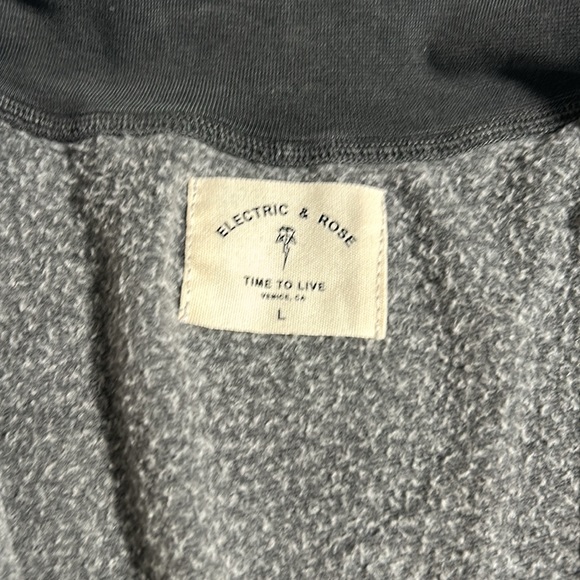 ELECTRIC & ROSE
TIME TO LIVE
VENICE, CA
L